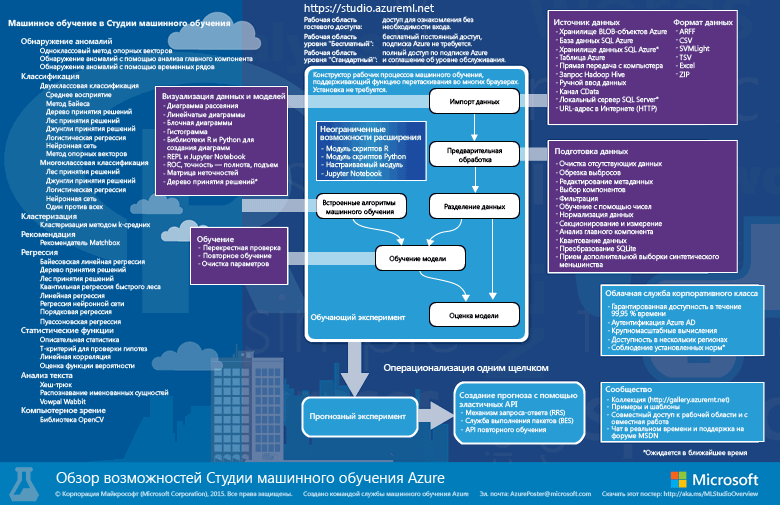 Машинное обучение в Студии машинного обучения
Обнаружение аномалий
Одноклассовый метод опорных векторов
Обнаружение аномалий с помощью анализа главного компонента
Обнаружение аномалий с помощью временных рядов
Классификация
Двухклассовая классификация
Среднее восприятие
Метод Байеса
Дерево принятия решений
Лес принятия решений
Джунгли принятия решений
Логистическая регрессия
Нейронная сеть
Метод опорных векторов
Многоклассовая классификация
Лес принятия решений
Джунгли принятия решений
Логистическая регрессия
Нейронная сеть
Один против всех
Кластеризация
Кластеризация методом k-средних
Рекомендация
Рекомендатель Matchbox
Регрессия
Байесовская линейная регрессия
Дерево принятия решений
Лес принятия решений
Квантильная регрессия быстрого леса
Линейная регрессия
Регрессия нейронной сети
Порядковая регрессия
Пуассоновская регрессия
Статистические функции
Описательная статистика
T-критерий для проверки гипотез
Линейная корреляция
Оценка функции вероятности
Анализ текста
Хеш-трюк
Распознавание именованных сущностей
Vowpal Wabbit
Компьютерное зрение
Библиотека OpenCV
Визуализация данных и моделей
- Диаграмма рассеяния
- Линейчатые диаграммы
- Блочная диаграмма
- Гистограмма
- Библиотеки R и Python для
создания диаграмм
- REPL и Jupyter Notebook
- ROC, точность — полнота, подъем
- Матрица неточностей
- Дерево принятия решений*
Обучение
- Перекрестная проверка
- Повторное обучение
- Очистка параметров
https://studio.azureml.net
Рабочая область гостевого доступа: доступ для ознакомления без необходимости входа.
Рабочая область уровня "Бесплатный": бесплатный постоянный доступ, подписка Azure не требуется.
Рабочая область уровня "Стандартный": полный доступ по подписке Azure и соглашение об уровне обслуживания.
Конструктор рабочих процессов машинного обучения,
поддерживающий функцию перетаскивания во многих браузерах.
Установка не требуется.
Импорт данных
Неограниченные
возможности расширения
- Модуль скриптов R
- Модуль скриптов Python
- Настраиваемый модуль
- Jupyter Notebook
Предварительная
обработка
Встроенные алгоритмы
машинного обучения
Разделение данных
Обучение модели
Оценка модели
Обучающий эксперимент
Операционализация одним щелчком
Прогнозный эксперимент
Создание прогноза с помощью
эластичных API
- Механизм запроса-ответа (RRS)
- Служба выполнения пакетов (BES)
- API повторного обучения
Источник данных
- Хранилище BLOB-объектов Azure
- База данных SQL Azure
- Хранилище данных SQL Azure*
- Таблица Azure
- Прямая передача с компьютера
- Запрос Hadoop Hive
- Ручной ввод данных
- Канал OData
- Локальный сервер SQL Server*
- URL-адрес в Интернете (HTTP)
Формат данных
- ARFF
- CSV
- SVMLight
- TSV
- Excel
- ZIP
Подготовка данных
- Очистка отсутствующих данных
- Обрезка выбросов
- Редактирование метаданных
- Выбор компонентов
- Фильтрация
- Обучение с помощью чисел
- Нормализация данных
- Секционирование и измерение
- Анализ главного компонента
- Квантование данных
- Преобразование SQLite
- Прием дополнительной выборки синтетического
меньшинства
Облачная служба корпоративного класса
- Гарантированная доступность в течение
99,95 % времени
- Аутентификация Azure AD
- Крупномасштабные вычисления
- Доступность в нескольких регионах
- Соблюдение установленных норм*
Сообщество
- Коллекция (http://gallery.azuremt.net)
- Примеры и шаблоны
- Совместный доступ к рабочей области и с
овместная работа
- Чат в реальном времени и поддержка на
форуме MSDN
*Ожидается в ближайшее время
Обзор возможностей Студии машинного обучения Azure
Microsoft
© Корпорация Майкрософт (Microsoft Corporation), 2015. Все права защищены. Создано командой службы машинного обучения Azure Эл. почта: AzurePoster@microsoft.com Скачать этот постер: http://aka.ms/MLStudioOverview